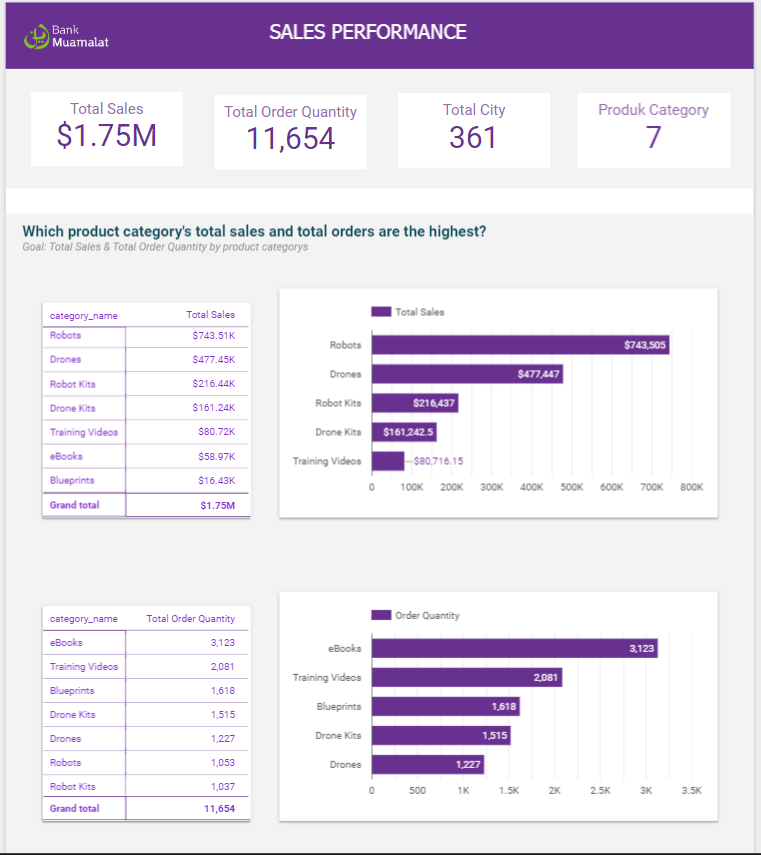 Bank
Muamalat
SALES PERFORMANCE
Total Sales
$1.75M
Total Order Quantity
11,654
Total City
361
Produk Category
7
Which product category's total sales and total orders are the highest?
Goal: Total Sales & Total Order Quantity by product categorys
category_name Total Sales
Robots $743.51K
Drones $477.45K
Robot Kits $216.44K
Drone Kits $161.24K
Training Videos $80.72K
eBooks $58.97K
Blueprints $16.43K
Grand total $1.75M
Total Sales
Robots $743,505
Drones $477,447
Robot Kits $216,437
Drone Kits $161,242.5
Training Videos $80,716.15
0 100K 200K 300K 400K 500K 600K 700K 800K
category_name Total Order Quantity
eBooks 3,123
Training Videos 2,081
Blueprints 1,618
Drone Kits 1,515
Drones 1,227
Robots 1,053
Robot Kits 1,037
Grand total 11,654
Order Quantity
eBooks 3,123
Training Videos 2,081
Blueprints 1,618
Drone Kits 1,515
Drones 1,227
0 500 1K 1.5K 2K 2.5K 3K 3.5K